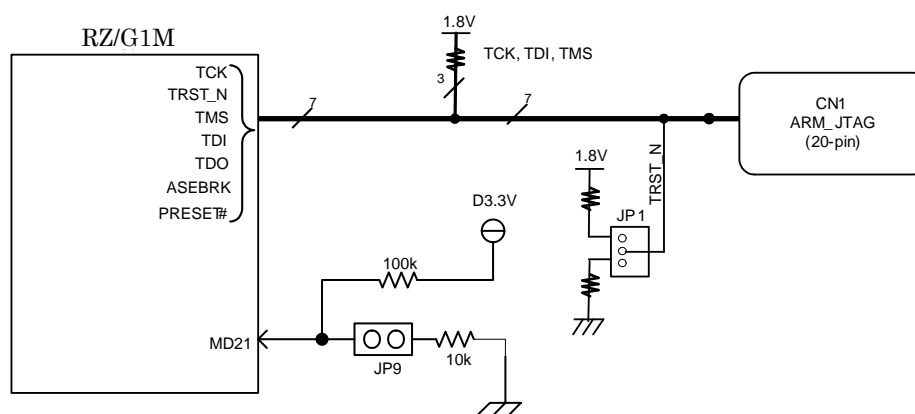 RZ/G1M
TCK
TRST_N
TMS
TDI
TDO
ASEBRK
PRESET#
MD21
7
1.8V
3
TCK, TDI, TMS
7
CN1
ARM_JTAG
(20-pin)
1.8V
TRST_N
JP1
D3.3V
100k
JP9
10k